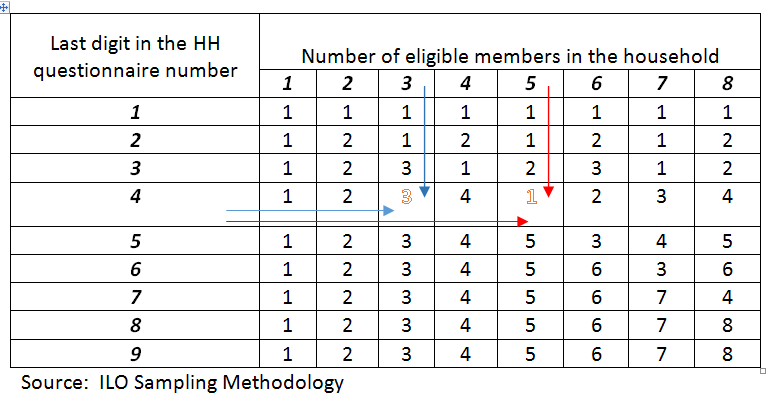 Last digit in the HH
questionnaire number
Number of eligible members in the household
1 2 3 4 5 6 7 8
1 1 1 1 1 1 1 1 1
2 1 2 1 2 1 2 1 2
3 1 2 3 1 2 3 1 2
4 1 2 3 4 1 2 3 4
5 1 2 3 4 5 3 4 5
6 1 2 3 4 5 6 3 6
7 1 2 3 4 5 6 7 4
8 1 2 3 4 5 6 7 8
9 1 2 3 4 5 6 7 8
Source: ILO Sampling Methodology